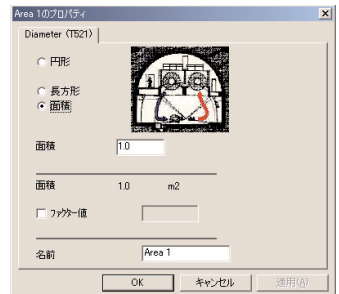 Area 1のプロパティ
Diameter (T521)
円形
長方形
面積
面積 1.0
面積 1.0 m2
ファクター値
名前 Area 1
OK キャンセル 適用(A)